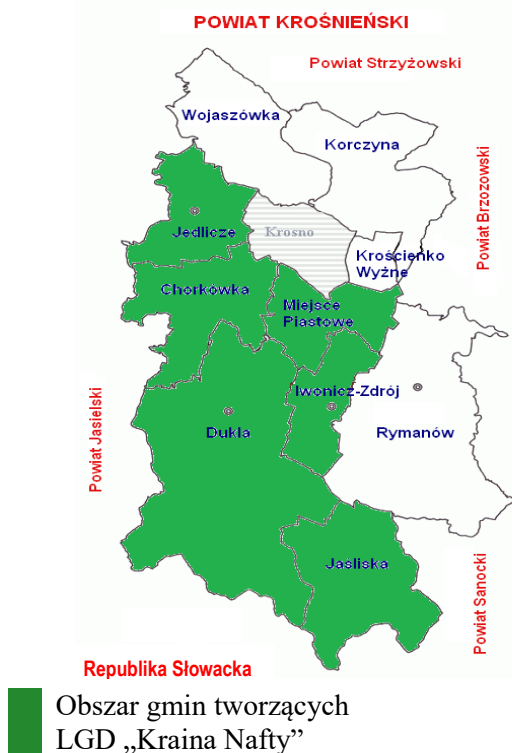 POWIAT KROŚNIEŃSKI
Powiat Strzyżowski
Wojaszówka
Korczyna
Powiat Brzozowski
Jedlicze
Krosno
Krościenko
Wyżne
Chorkówka
Miejsce
Piastowe
Iwonicz-Zdrój
Powiat Jasielski
Dukla
Rymanów
Jaśliska
Powiat Sanocki
Republika Słowacka
Obszar gmin tworzących
LGD „Kraina Nafty”